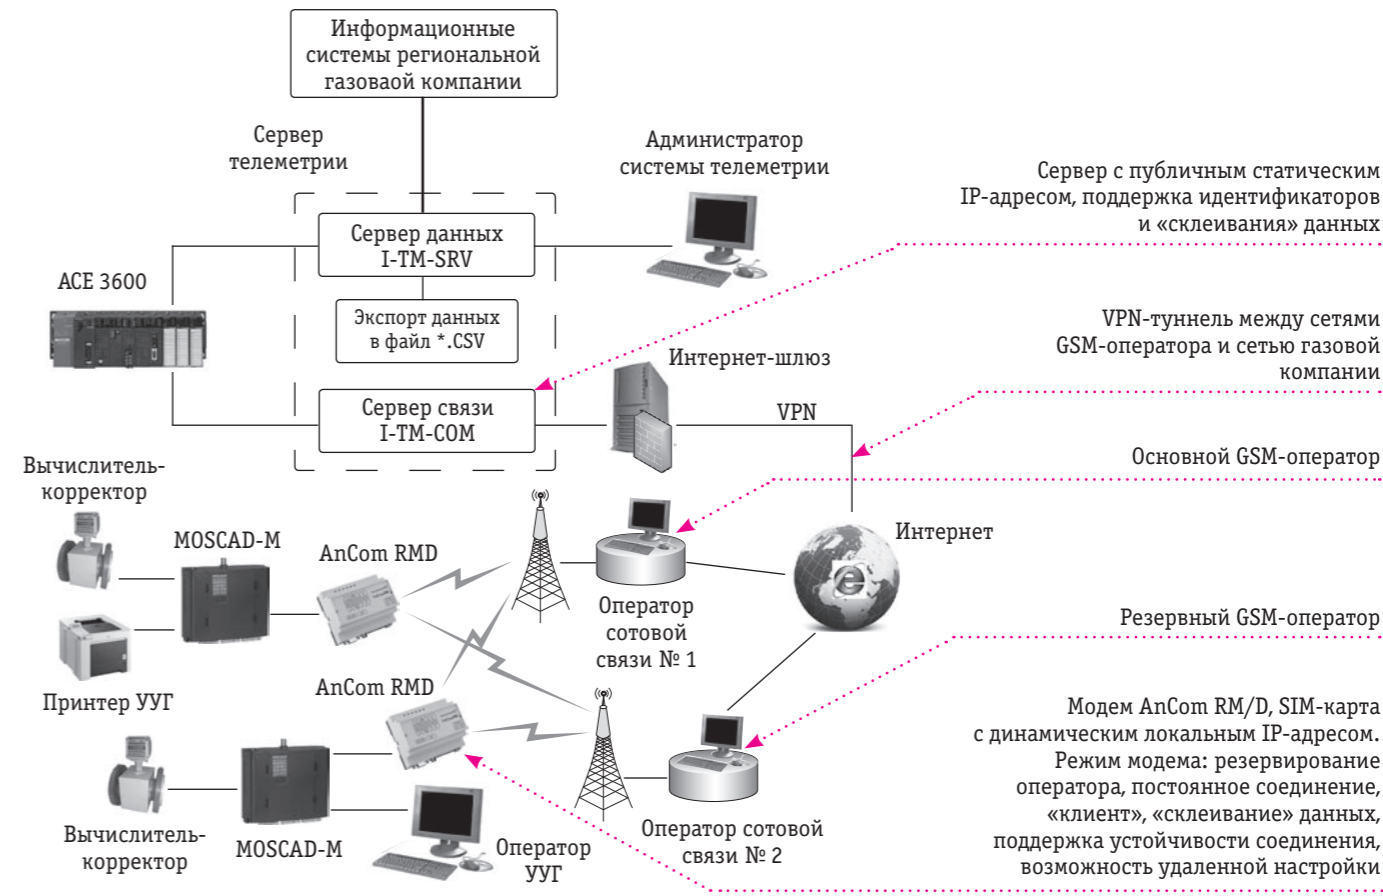 Информационные
системы региональной
газоваой компании
Сервер
телеметрии
Администратор
системы телеметрии
Сервер с публичным статическим
IP-адресом, поддержка идентификаторов
и «склеивания» данных
Сервер данных
I-TM-SRV
ACE 3600
Экспорт данных
в файл *.CSV
VPN-туннель между сетями
GSM-оператора и сетью газовой
компании
Интернет-шлюз
Сервер связи
I-TM-COM
VPN
Основной GSM-оператор
Вычислитель-
корректор
MOSCAD-M
AnCom RMD
Интернет
Оператор
сотовой
связи № 1
Резервный GSM-оператор
Принтер УУГ
AnCom RMD
Модем AnCom RM/D, SIM-карта
с динамическим локальным IP-адресом.
Режим модема: резервирование
оператора, постоянное соединение,
«клиент», «склеивание» данных,
поддержка устойчивости соединения,
возможность удаленной настройки
Вычислитель-
корректор
MOSCAD-M
Оператор
УУГ
Оператор сотовой
связи № 2